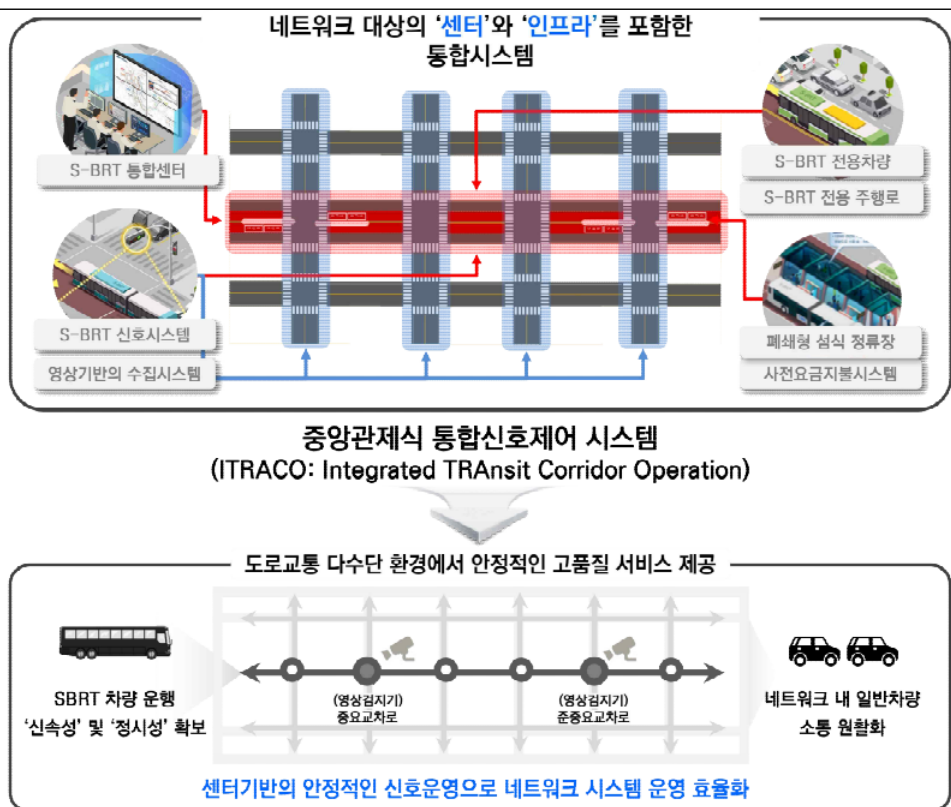 네트워크 대상의 '센터'와 '인프라'를 포함한
통합시스템
S-BRT 통합센터
S-BRT 전용차량
S-BRT 전용 주행로
S-BRT 신호시스템
영상기반의 수집시스템
폐쇄형 섬식 정류장
사전요금지불시스템
중앙관제식 통합신호제어 시스템
(ITRACO: Integrated TRAnsit Corridor Operation)
도로교통 다수단 환경에서 안정적인 고품질 서비스 제공
SBRT 차량 운행
'신속성' 및 '정시성' 확보
(영상검지기)
중요교차로
(영상검지기)
준중요교차로
네트워크 내 일반차량
소통 원활화
센터기반의 안정적인 신호운영으로 네트워크 시스템 운영 효율화